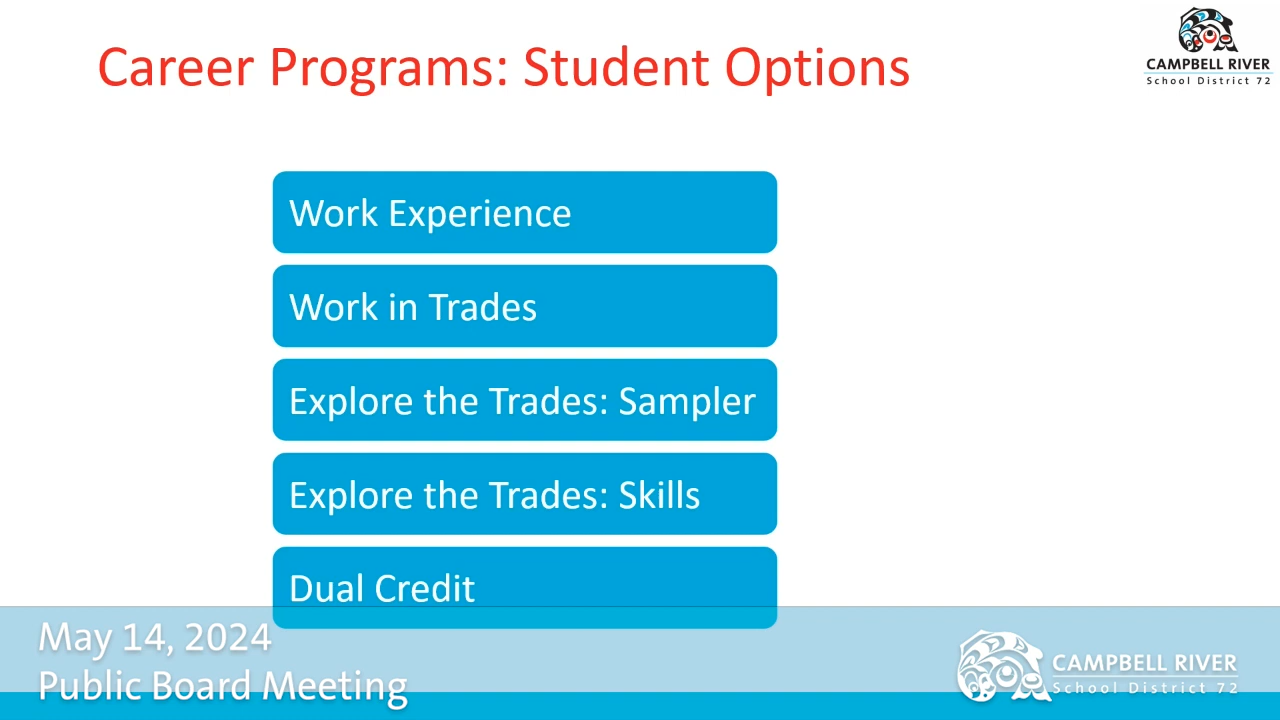 Career Programs: Student Options
CAMPBELL RIVER
School District 72
Work Experience
Work in Trades
Explore the Trades: Sampler
Explore the Trades: Skills
Dual Credit
May 14, 2024
Public Board Meeting
CAMPBELL RIVER
School District 72